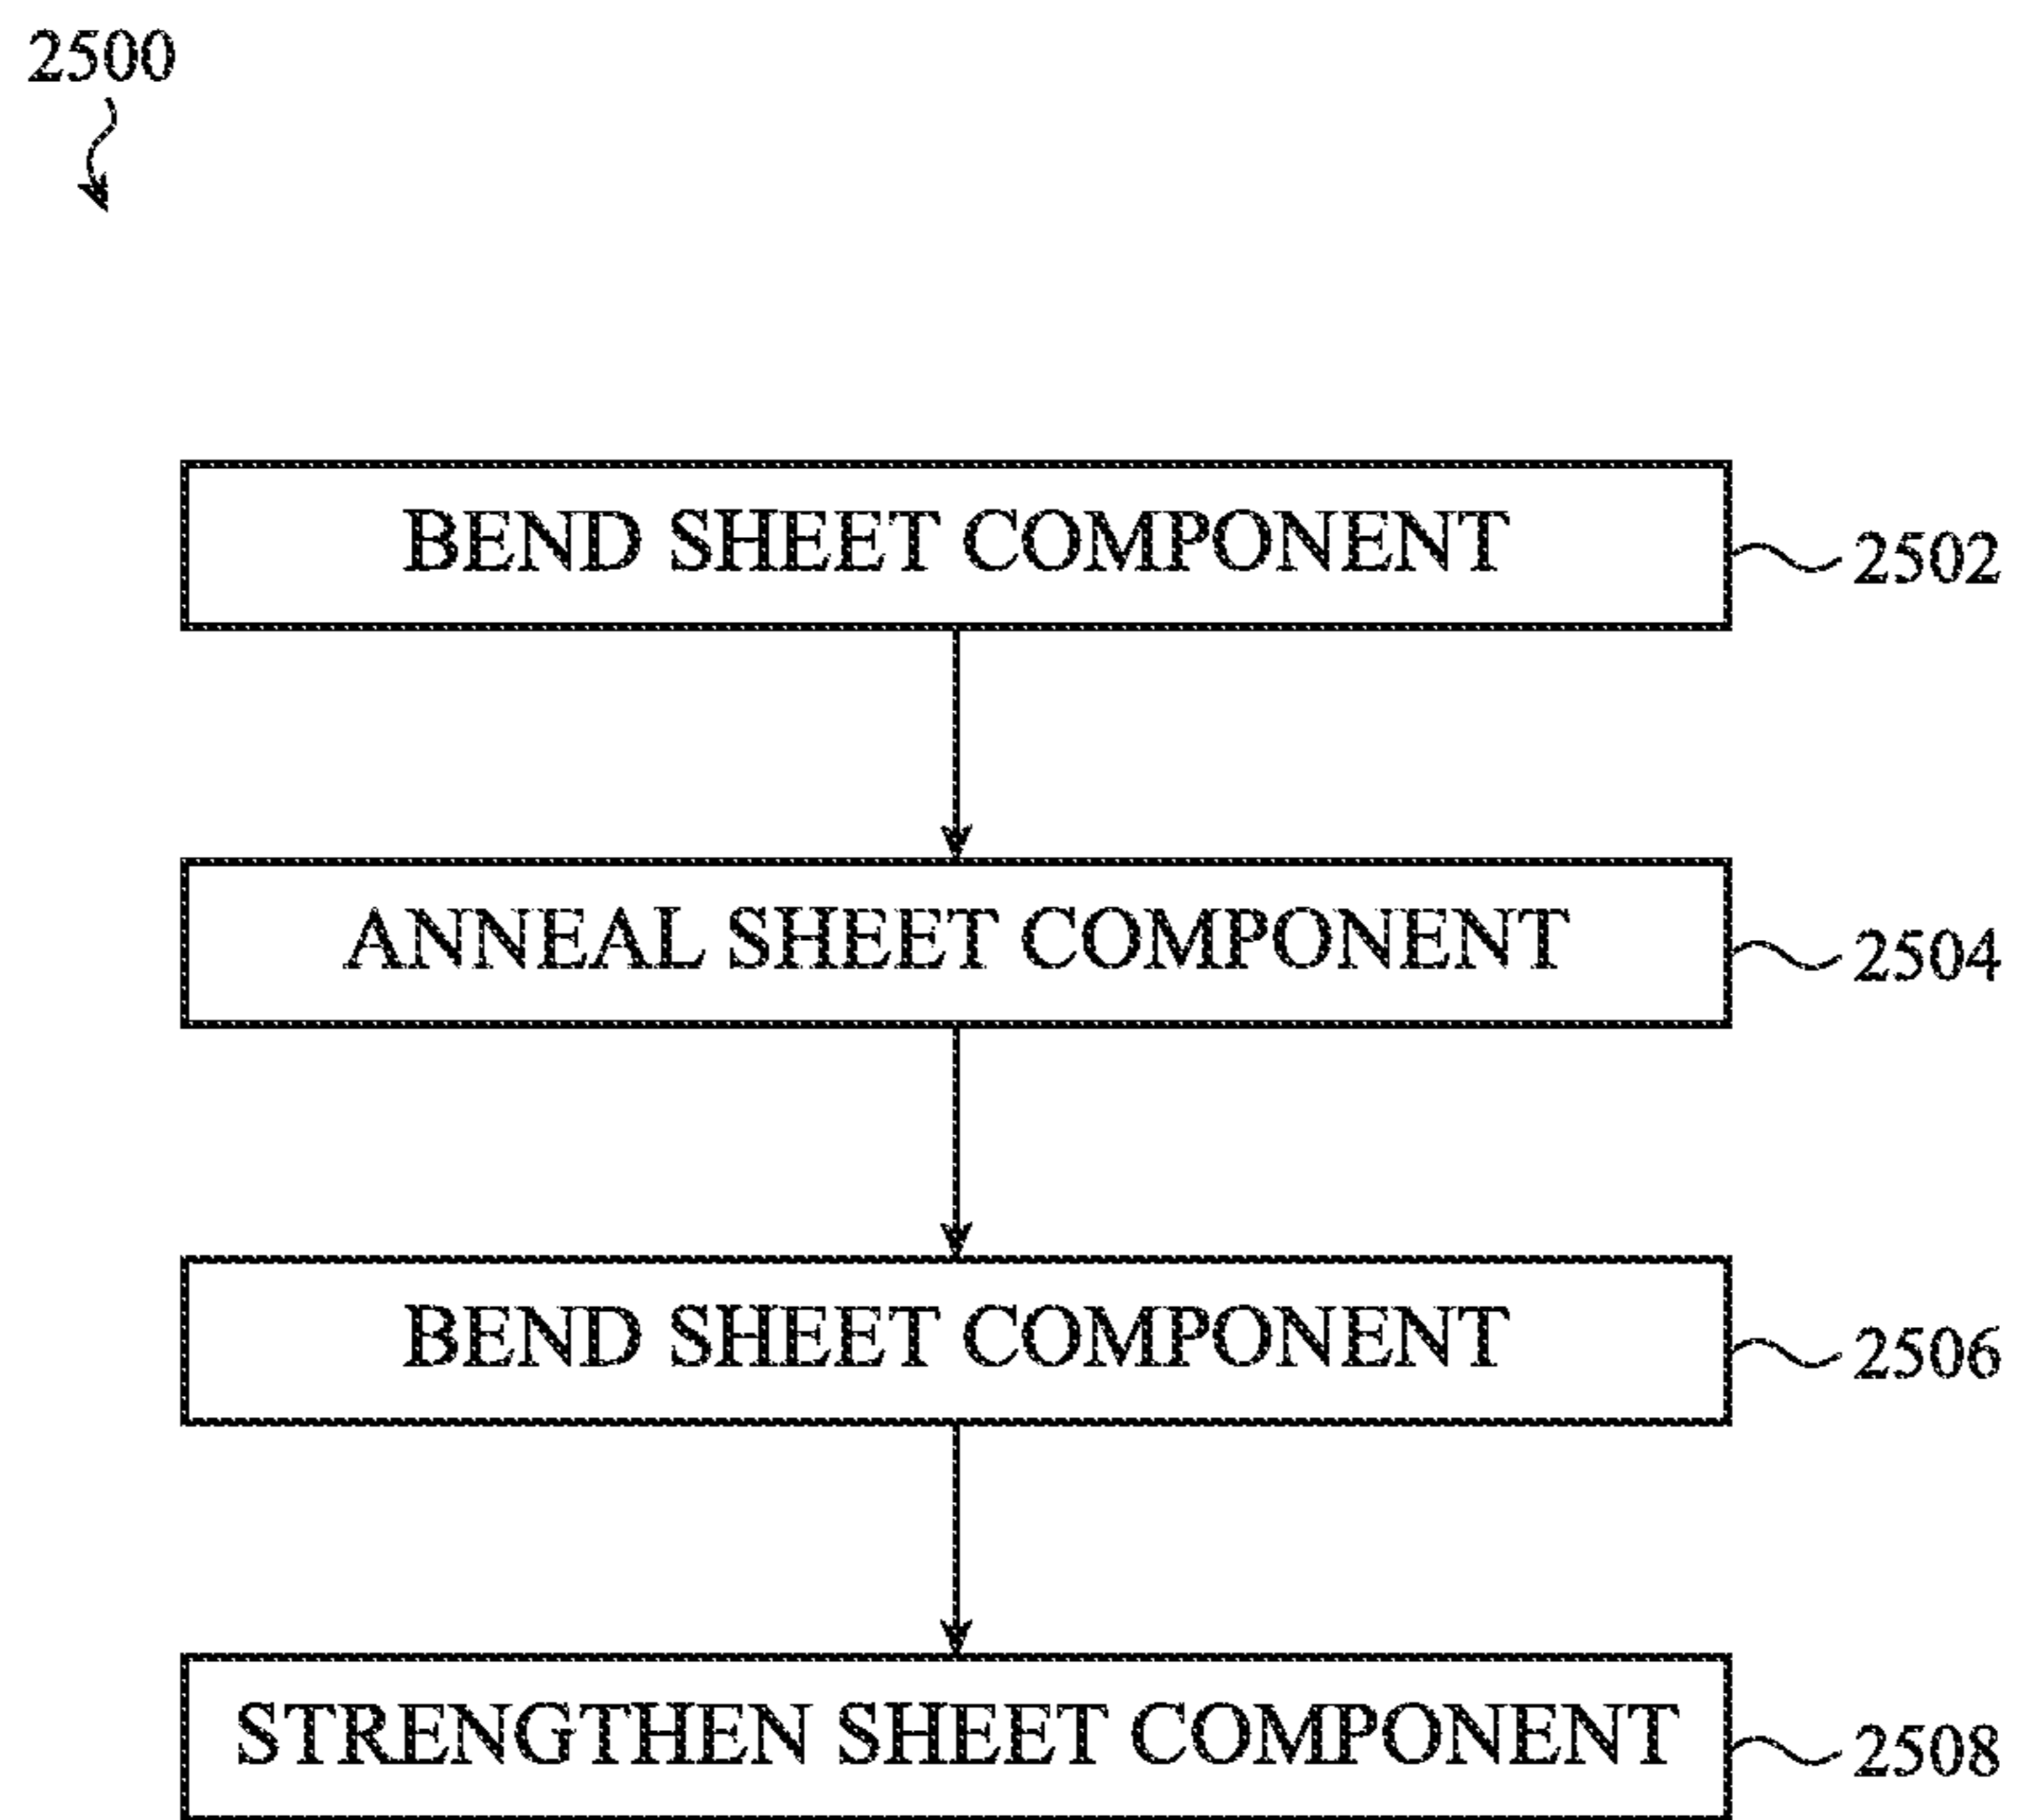 2500
BEND SHEET COMPONENT
2502
ANNEAL SHEET COMPONENT
2504
BEND SHEET COMPONENT
2506
STRENGTHEN SHEET COMPONENT
2508